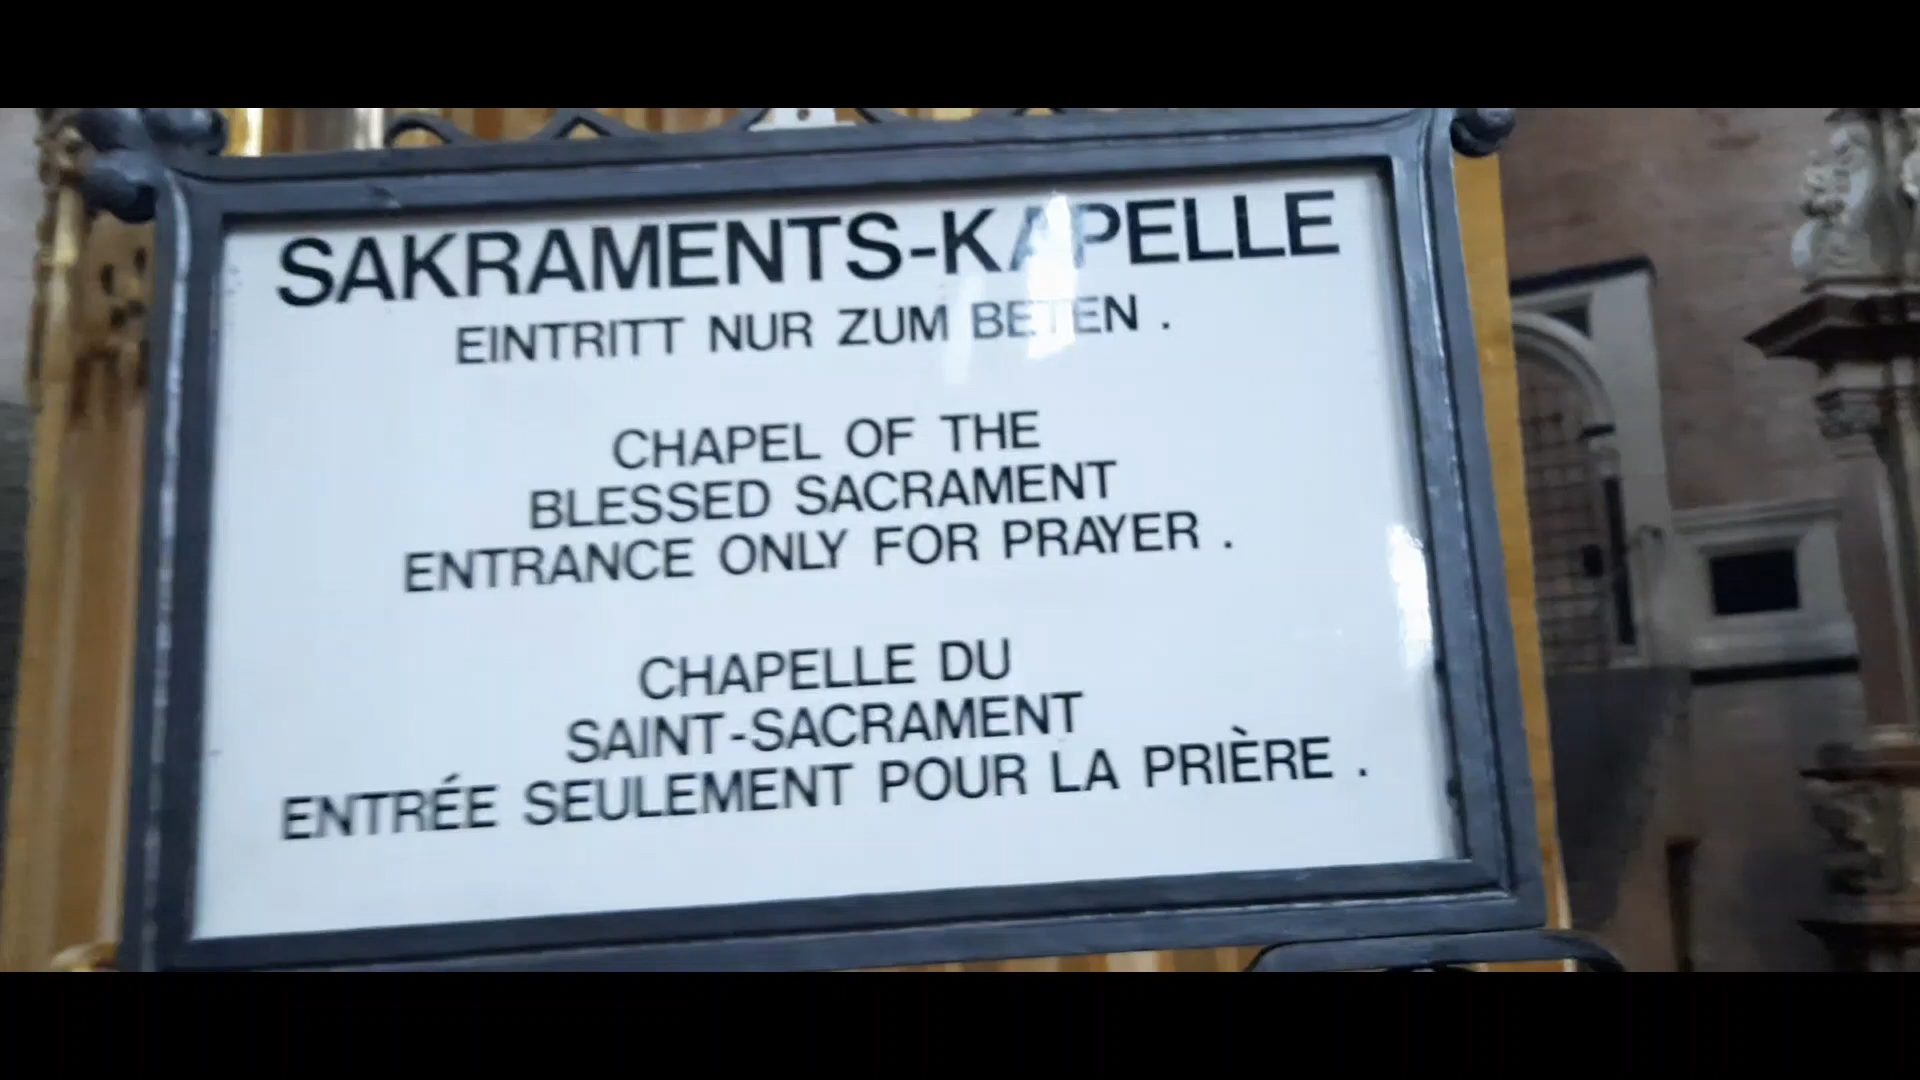 SAKRAMENTS-KAPELLE
EINTRITT NUR ZUM BETEN .
CHAPEL OF THE
BLESSED SACRAMENT
ENTRANCE ONLY FOR PRAYER .
CHAPELLE DU
SAINT-SACRAMENT
ENTRÉE SEULEMENT POUR LA PRIÈRE .